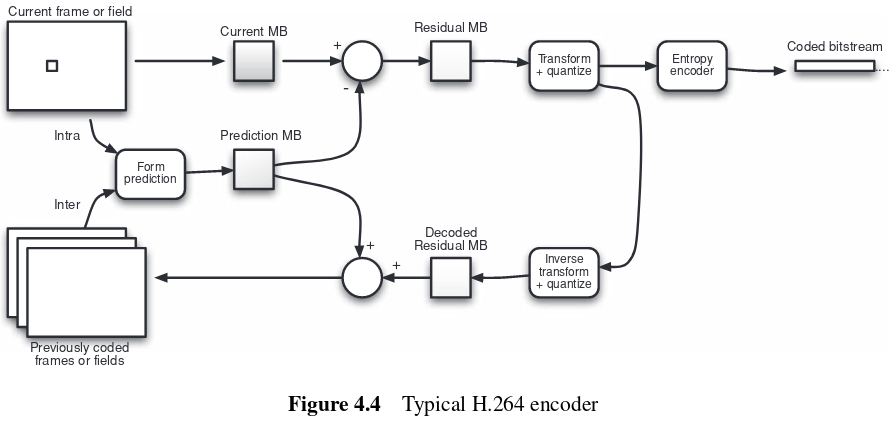 Current frame or field
Current MB
Residual MB
+
-
Transform
+ quantize
Entropy
encoder
Coded bitstream
....
Intra
Prediction MB
Form
prediction
Inter
Decoded
Residual MB
+
+
Inverse
transform
+ quantize
Previously coded
frames or fields
Figure 4.4 Typical H.264 encoder